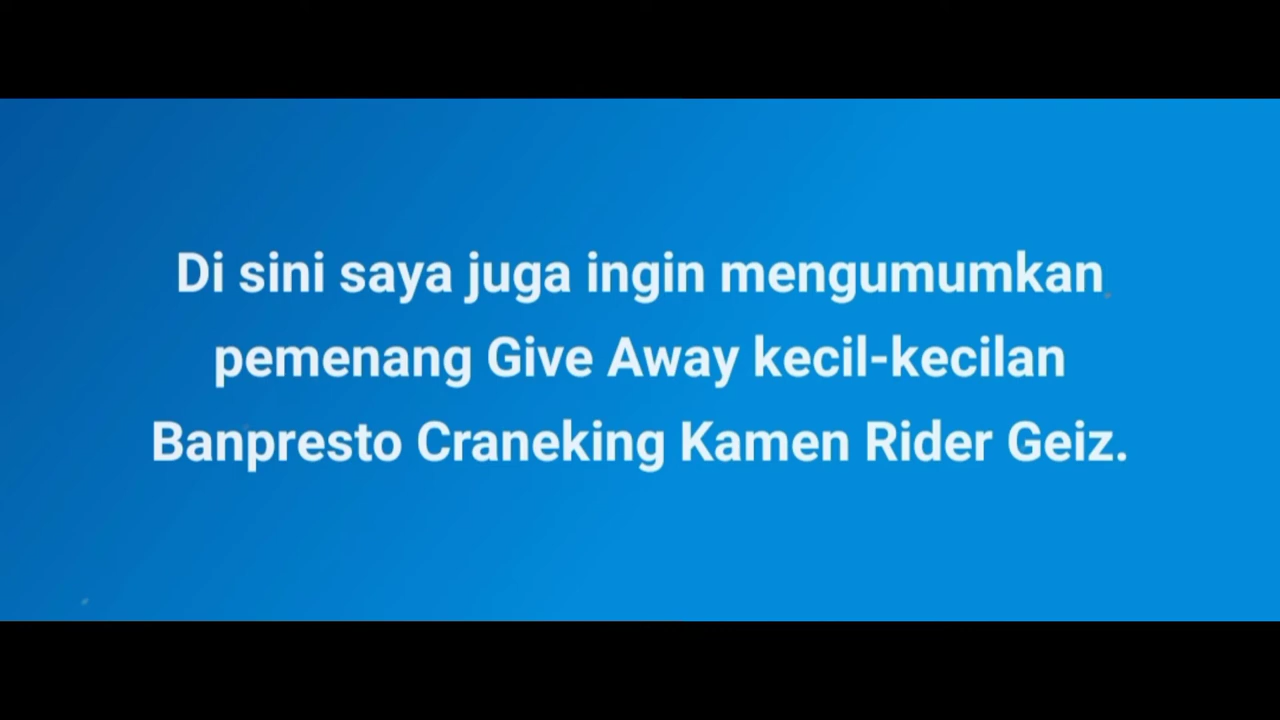 Di sini saya juga ingin mengumumkan
pemenang Give Away kecil-kecilan
Banpresto Craneking Kamen Rider Geiz.